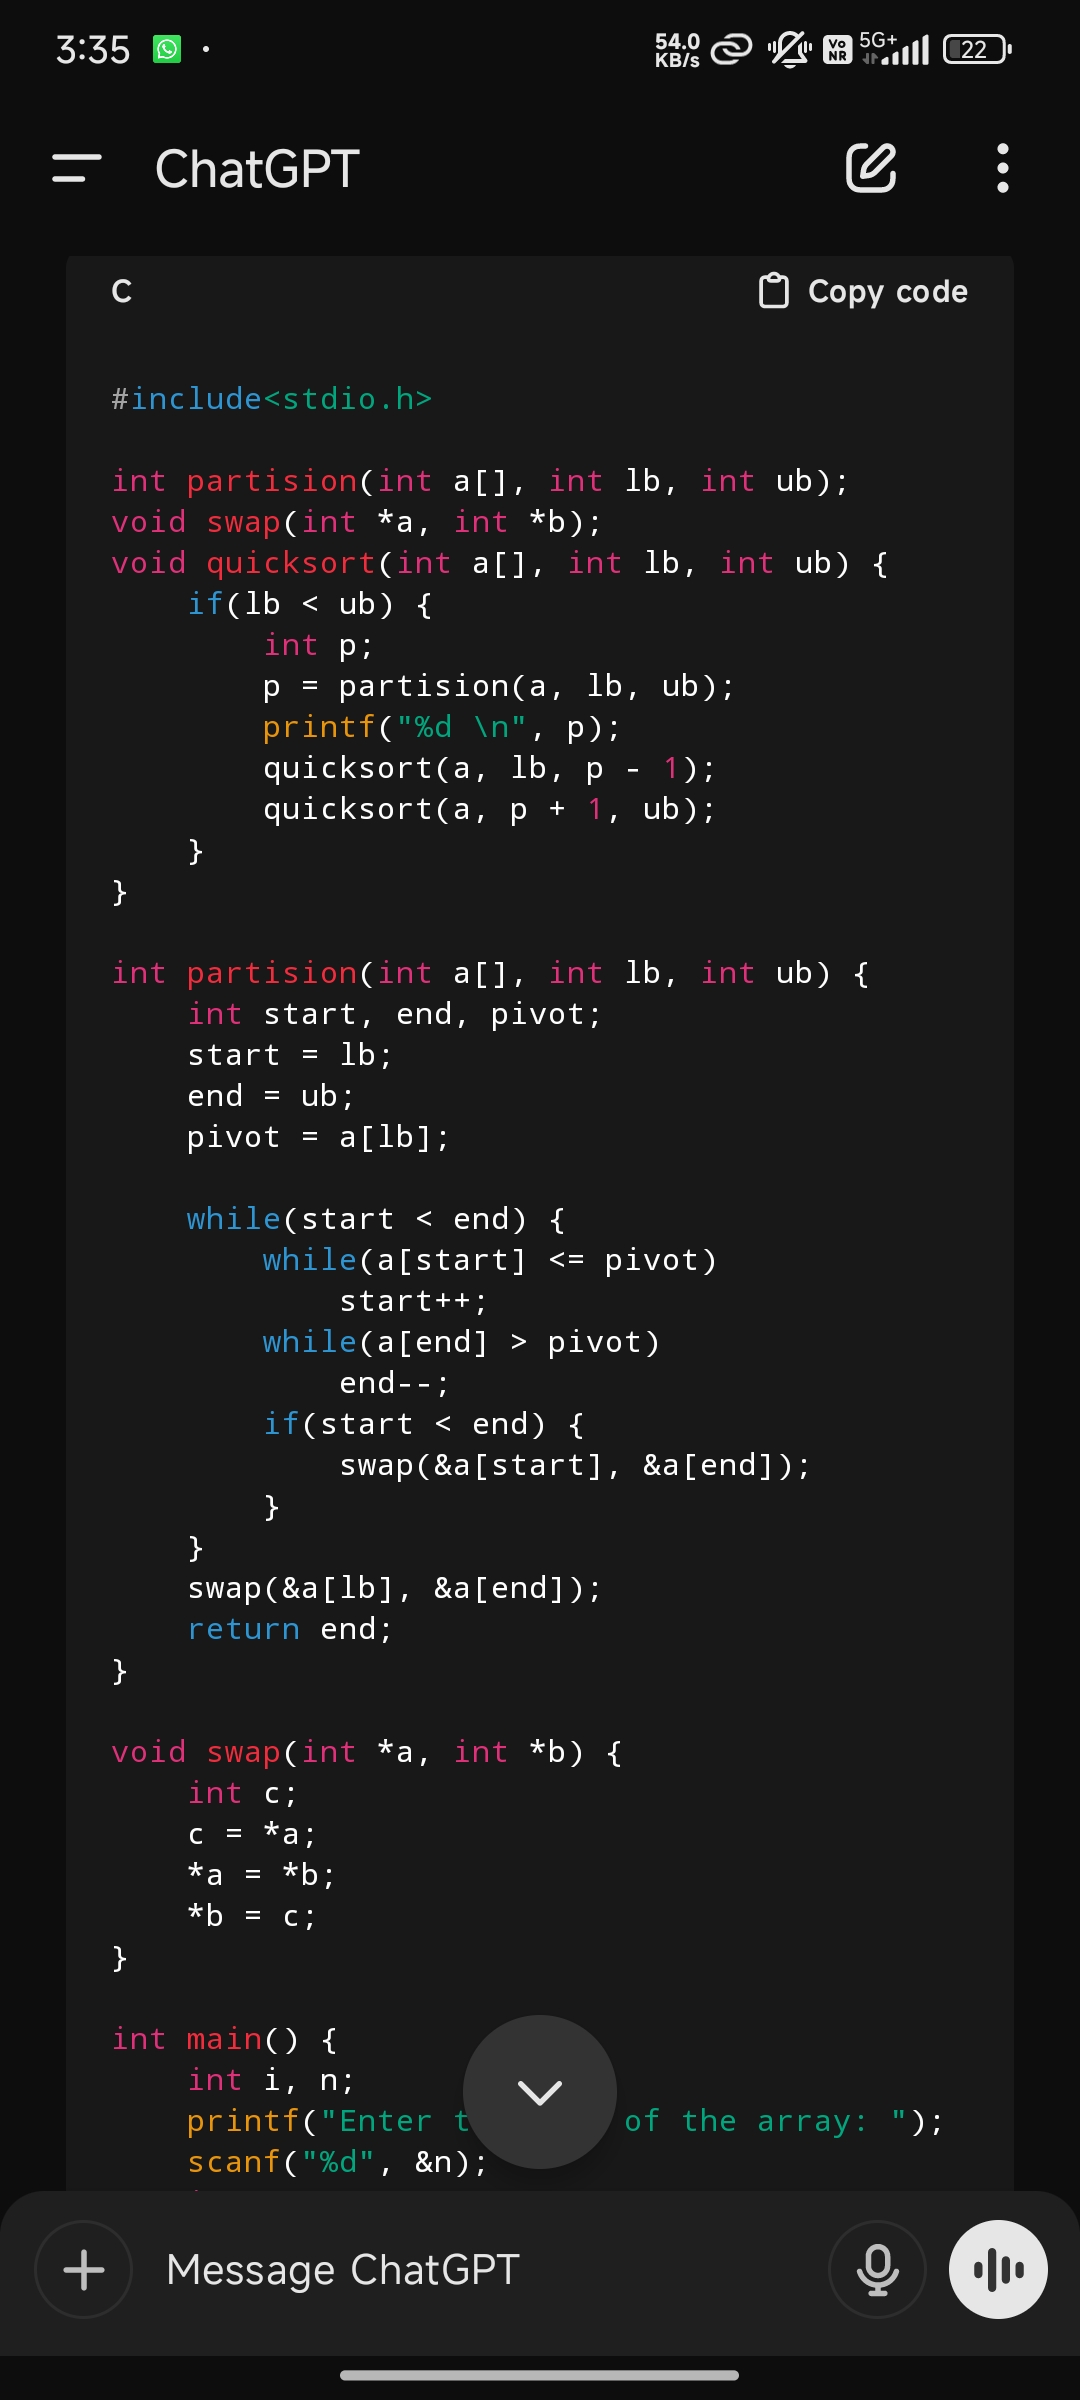 3:35
54.0 KB/s
Vo NR
5G+
22
ChatGPT
C
Copy code
#include<stdio.h>
int partision(int a[], int lb, int ub);
void swap(int *a, int *b);
void quicksort(int a[], int lb, int ub) {
    if(lb < ub) {
        int p;
        p = partision(a, lb, ub);
        printf("%d \n", p);
        quicksort(a, lb, p - 1);
        quicksort(a, p + 1, ub);
    }
}
int partision(int a[], int lb, int ub) {
    int start, end, pivot;
    start = lb;
    end = ub;
    pivot = a[lb];
    while(start < end) {
        while(a[start] <= pivot)
            start++;
        while(a[end] > pivot)
            end--;
        if(start < end) {
            swap(&a[start], &a[end]);
        }
    }
    swap(&a[lb], &a[end]);
    return end;
}
void swap(int *a, int *b) {
    int c;
    c = *a;
    *a = *b;
    *b = c;
}
int main() {
    int i, n;
    printf("Enter t of the array: ");
    scanf("%d", &n);
Message ChatGPT